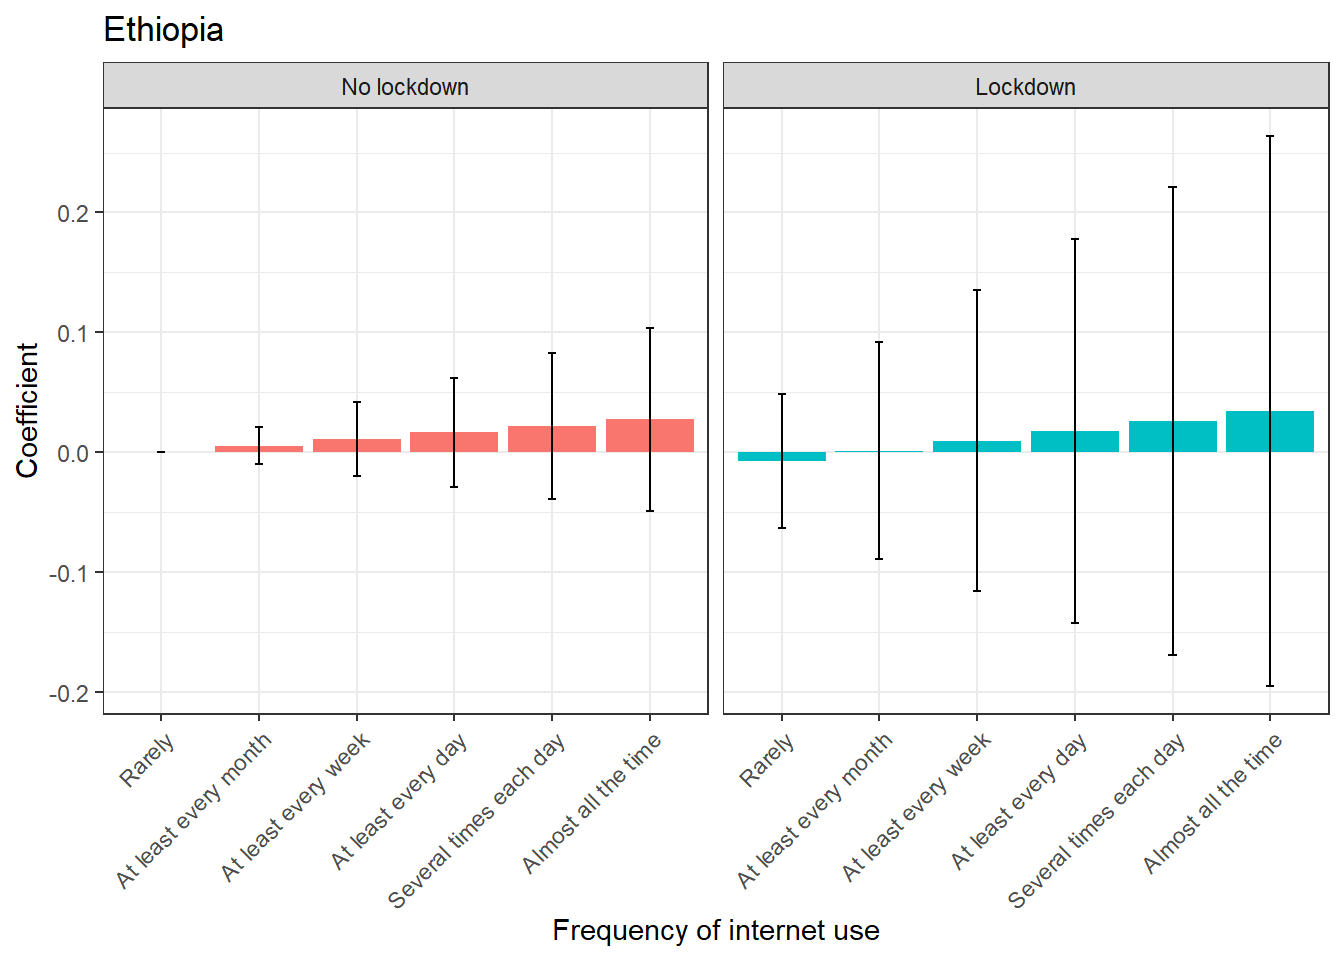 Ethiopia
No lockdown
Lockdown
Coefficient
0.2
0.1
0.0
-0.1
-0.2
Rarely
At least every month
At least every week
At least every day
Several times each day
Almost all the time
Rarely
At least every month
At least every week
At least every day
Several times each day
Almost all the time
Frequency of internet use